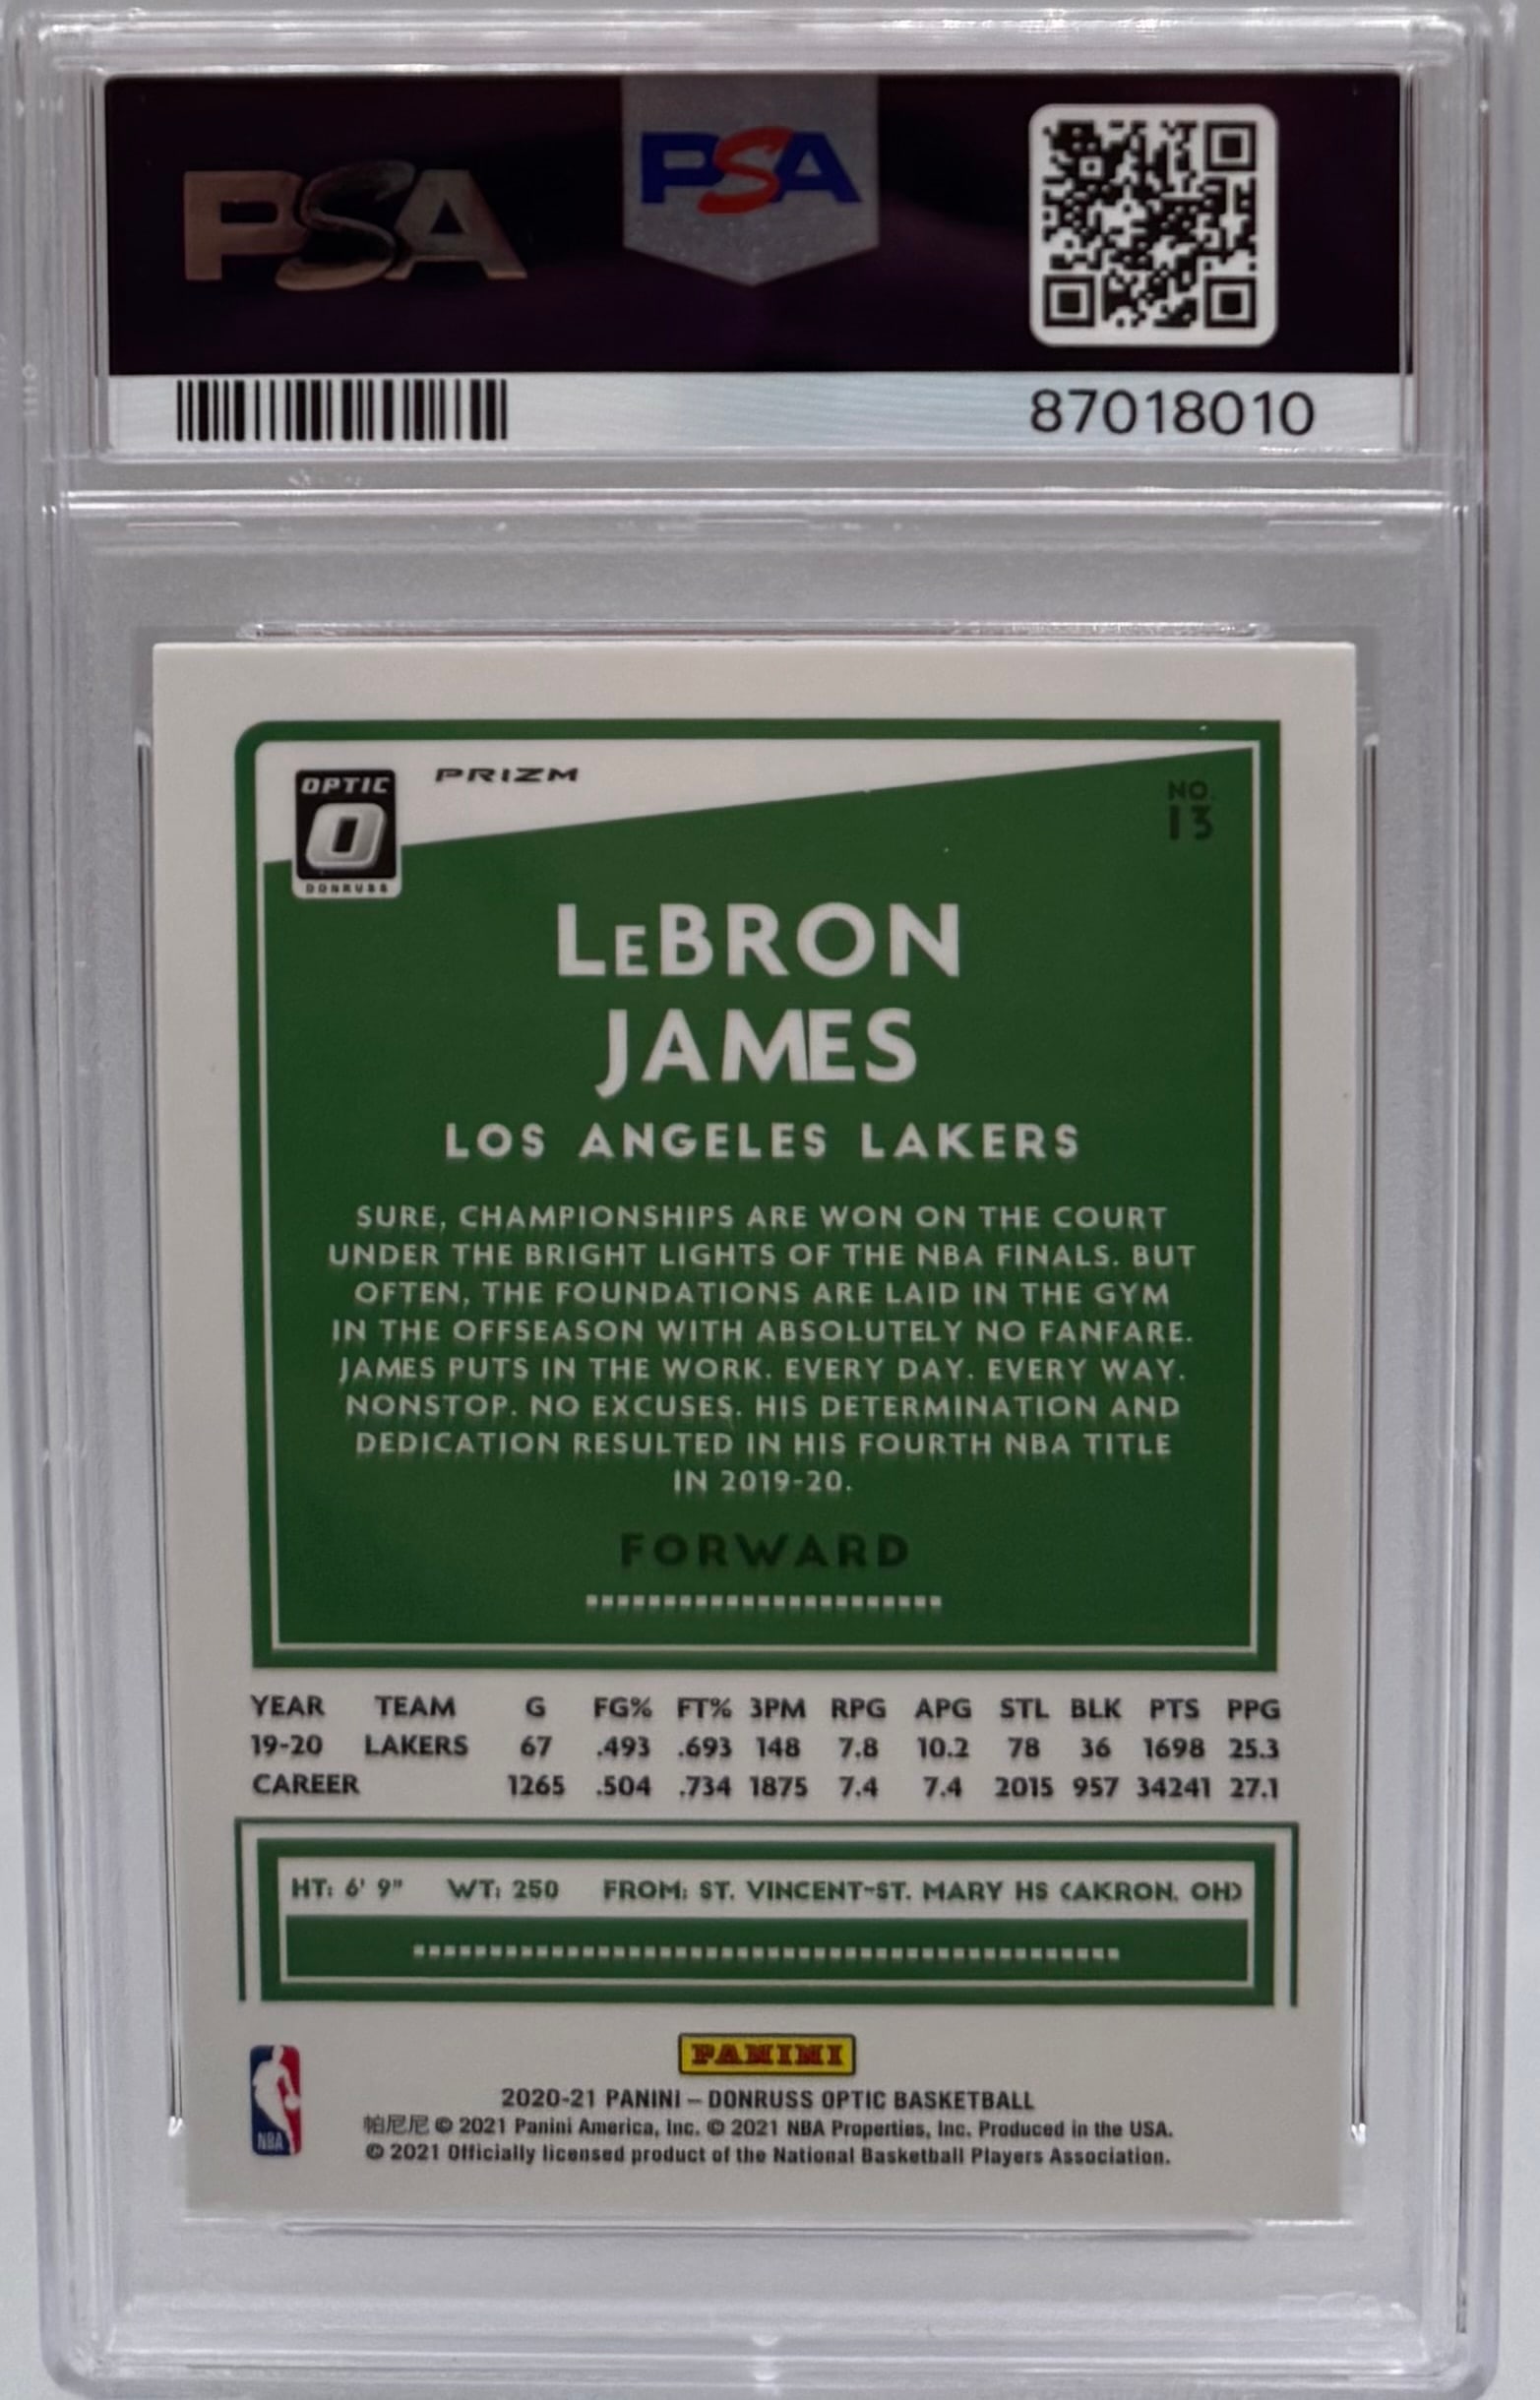 PSA
PSA
87018010
OPTIC
O
DONRUSS
PRIZM
NO.
13
LeBRON
JAMES
LOS ANGELES LAKERS
SURE, CHAMPIONSHIPS ARE WON ON THE COURT
UNDER THE BRIGHT LIGHTS OF THE NBA FINALS. BUT
OFTEN, THE FOUNDATIONS ARE LAID IN THE GYM
IN THE OFFSEASON WITH ABSOLUTELY NO FANFARE.
JAMES PUTS IN THE WORK. EVERY DAY. EVERY WAY.
NONSTOP. NO EXCUSES. HIS DETERMINATION AND
DEDICATION RESULTED IN HIS FOURTH NBA TITLE
IN 2019-20.
FORWARD
YEAR TEAM G FG% FT% 3PM RPG APG STL BLK PTS PPG
19-20 LAKERS 67 .493 .693 148 7.8 10.2 78 36 1698 25.3
CAREER 1265 .504 .734 1875 7.4 7.4 2015 957 34241 27.1
HT: 6' 9" WT: 250 FROM: ST. VINCENT-ST. MARY HS (AKRON, OH)
PANINI
2020-21 PANINI – DONRUSS OPTIC BASKETBALL
帕尼尼 © 2021 Panini America, Inc. © 2021 NBA Properties, Inc. Produced in the USA.
© 2021 Officially licensed product of the National Basketball Players Association.
NBA